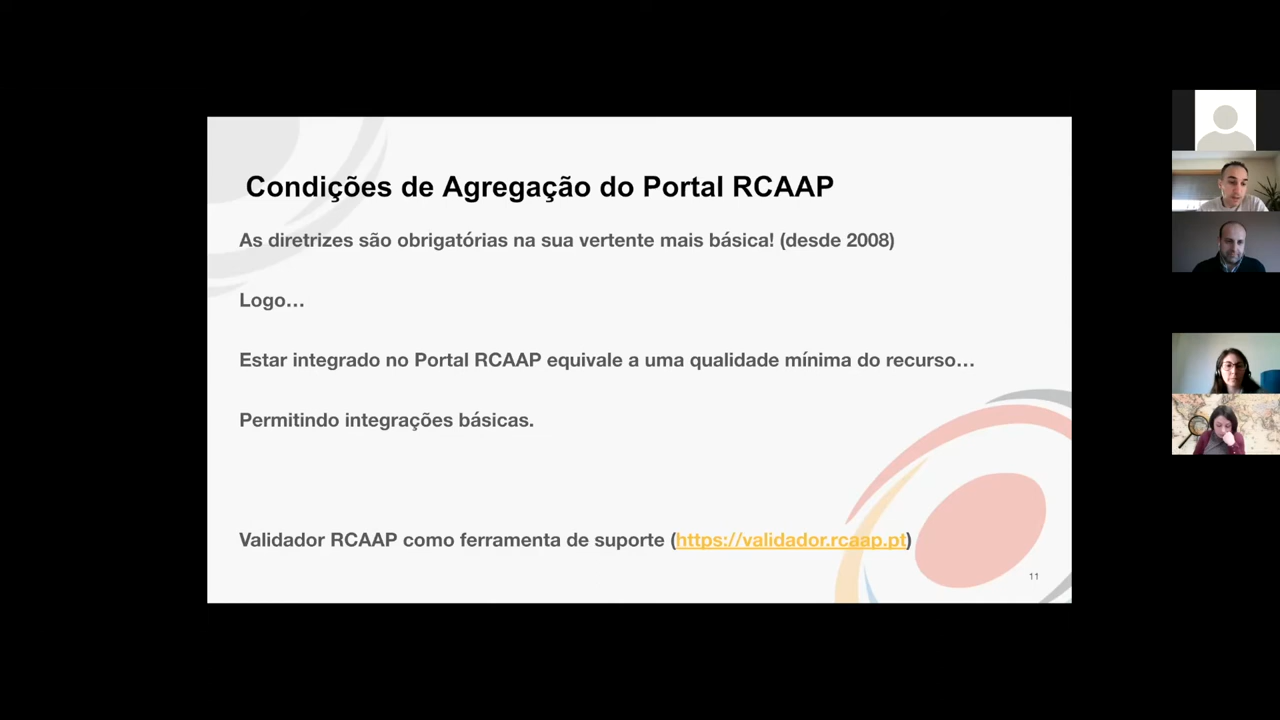 Condições de Agregação do Portal RCAAP
As diretrizes são obrigatórias na sua vertente mais básica! (desde 2008)
Logo…
Estar integrado no Portal RCAAP equivale a uma qualidade mínima do recurso…
Permitindo integrações básicas.
Validador RCAAP como ferramenta de suporte (https://validador.rcaap.pt)
11